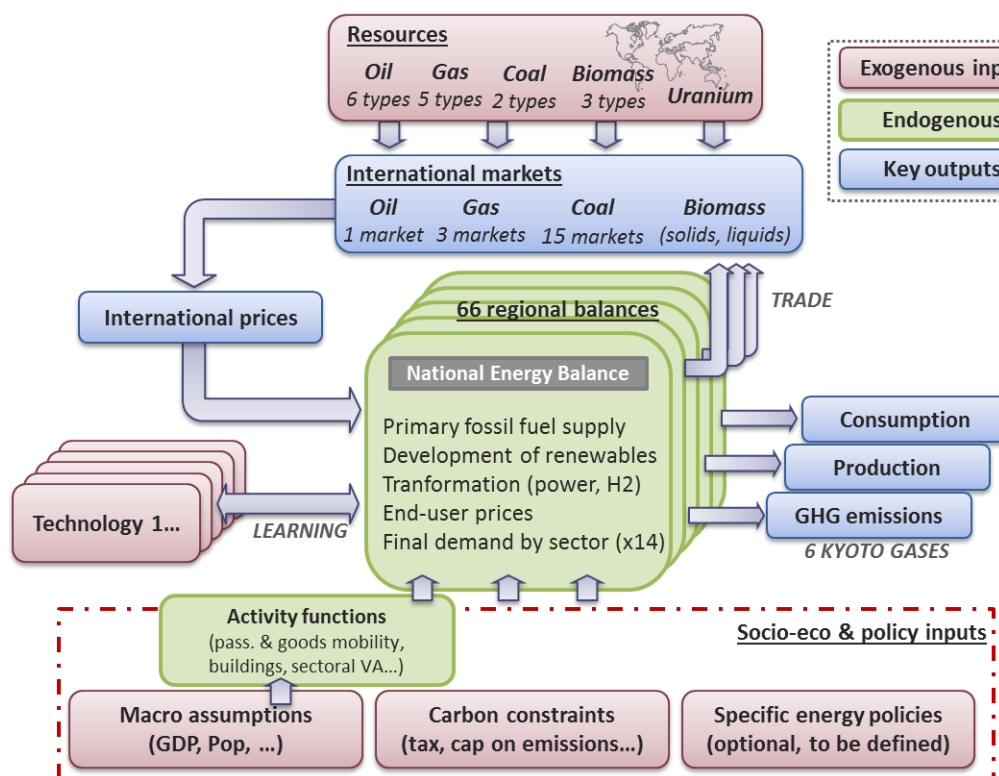 Resources
Oil Gas Coal Biomass
6 types 5 types 2 types 3 types Uranium
Exogenous inp
Endogenous
Key outputs
International markets
Oil Gas Coal Biomass
1 market 3 markets 15 markets (solids, liquids)
International prices
TRADE
66 regional balances
National Energy Balance
Primary fossil fuel supply
Development of renewables
Tranformation (power, H2)
End-user prices
Final demand by sector (x14)
Consumption
Production
GHG emissions
6 KYOTO GASES
Technology 1...
LEARNING
Activity functions
(pass. & goods mobility,
buildings, sectoral VA...)
Socio-eco & policy inputs
Macro assumptions
(GDP, Pop, ...)
Carbon constraints
(tax, cap on emissions...)
Specific energy policies
(optional, to be defined)